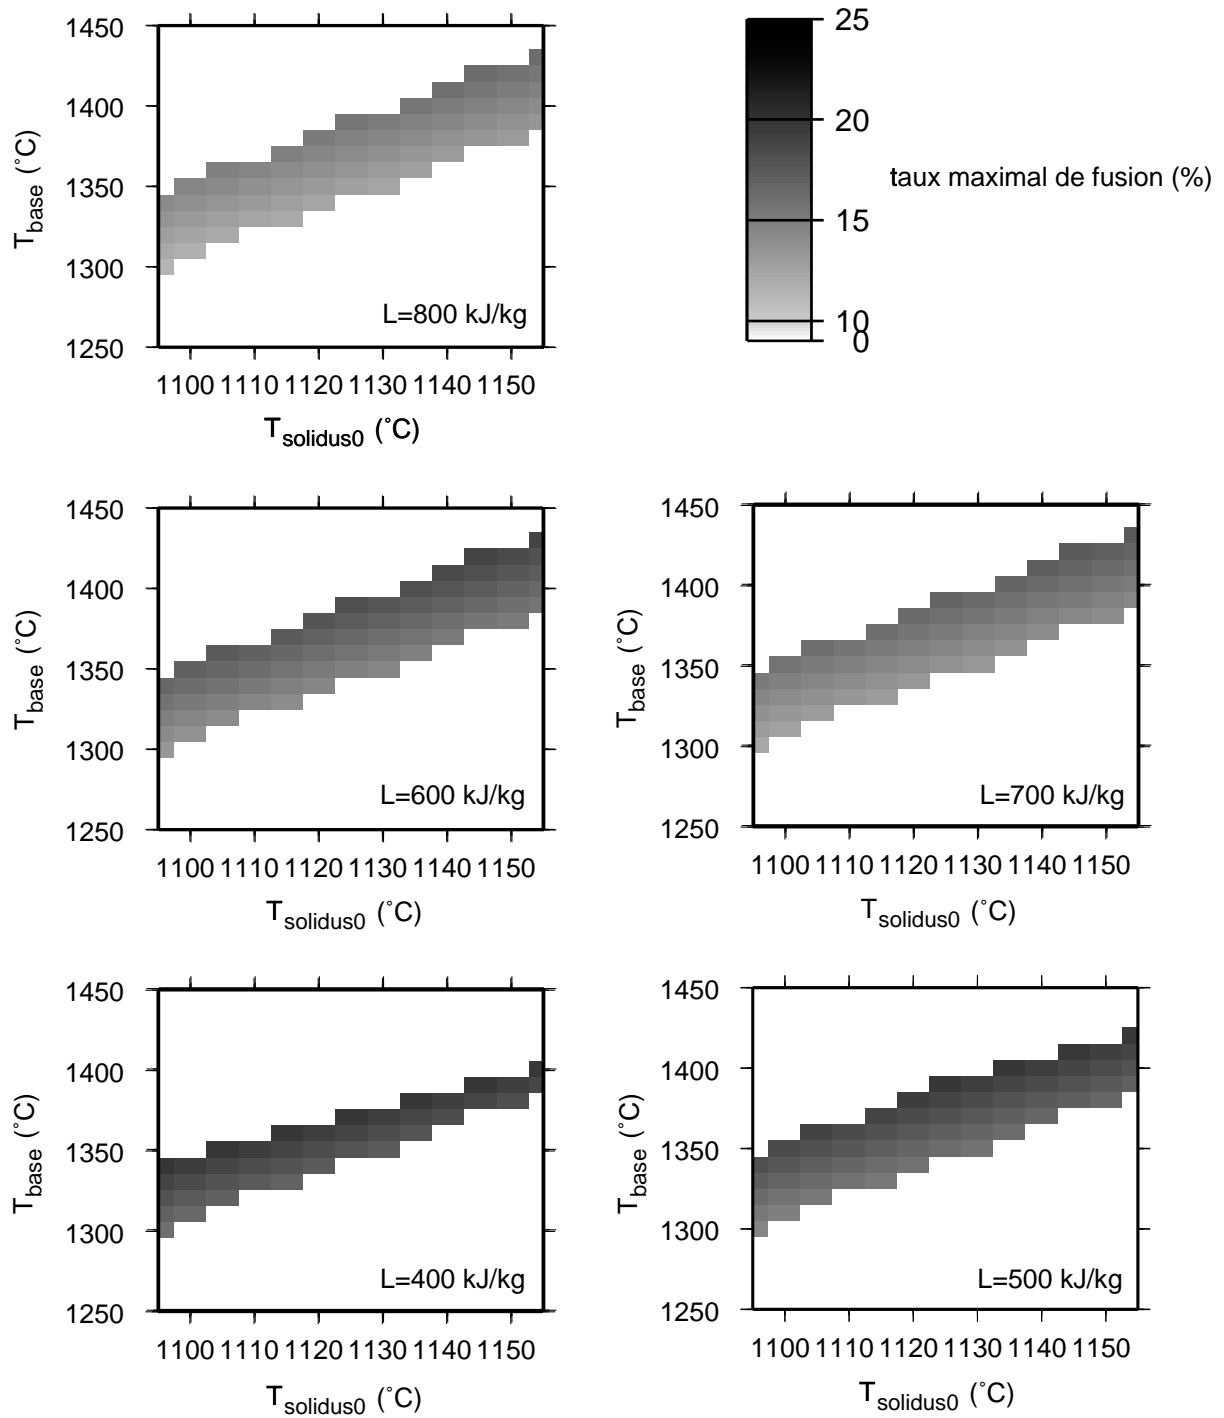 1450
1400
1350
1300
1250
T_base (˚C)
L=800 kJ/kg
1100 1110 1120 1130 1140 1150
T_solidus0 (˚C)
25
20
15
10
0
taux maximal de fusion (%)
1450
1400
1350
1300
1250
T_base (˚C)
L=600 kJ/kg
1100 1110 1120 1130 1140 1150
T_solidus0 (˚C)
1450
1400
1350
1300
1250
T_base (˚C)
L=700 kJ/kg
1100 1110 1120 1130 1140 1150
T_solidus0 (˚C)
1450
1400
1350
1300
1250
T_base (˚C)
L=400 kJ/kg
1100 1110 1120 1130 1140 1150
T_solidus0 (˚C)
1450
1400
1350
1300
1250
T_base (˚C)
L=500 kJ/kg
1100 1110 1120 1130 1140 1150
T_solidus0 (˚C)